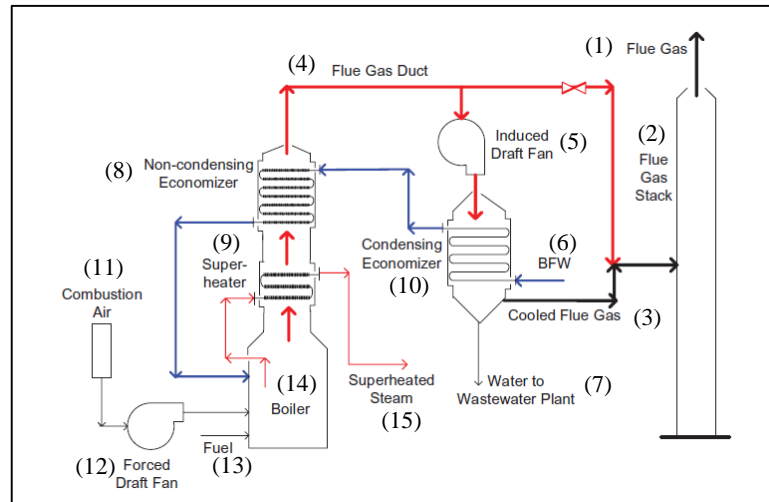 (1)
Flue Gas
(4)
Flue Gas Duct
(2)
Flue
Gas
Stack
Induced
Draft Fan
(5)
(8)
Non-condensing
Economizer
(9)
Super-
heater
Condensing
Economizer
(10)
(6)
BFW
(11)
Combustion
Air
Cooled Flue Gas
(3)
(14)
Boiler
Superheated
Steam
(15)
Water to
Wastewater Plant
(7)
(12)
Forced
Draft Fan
Fuel
(13)